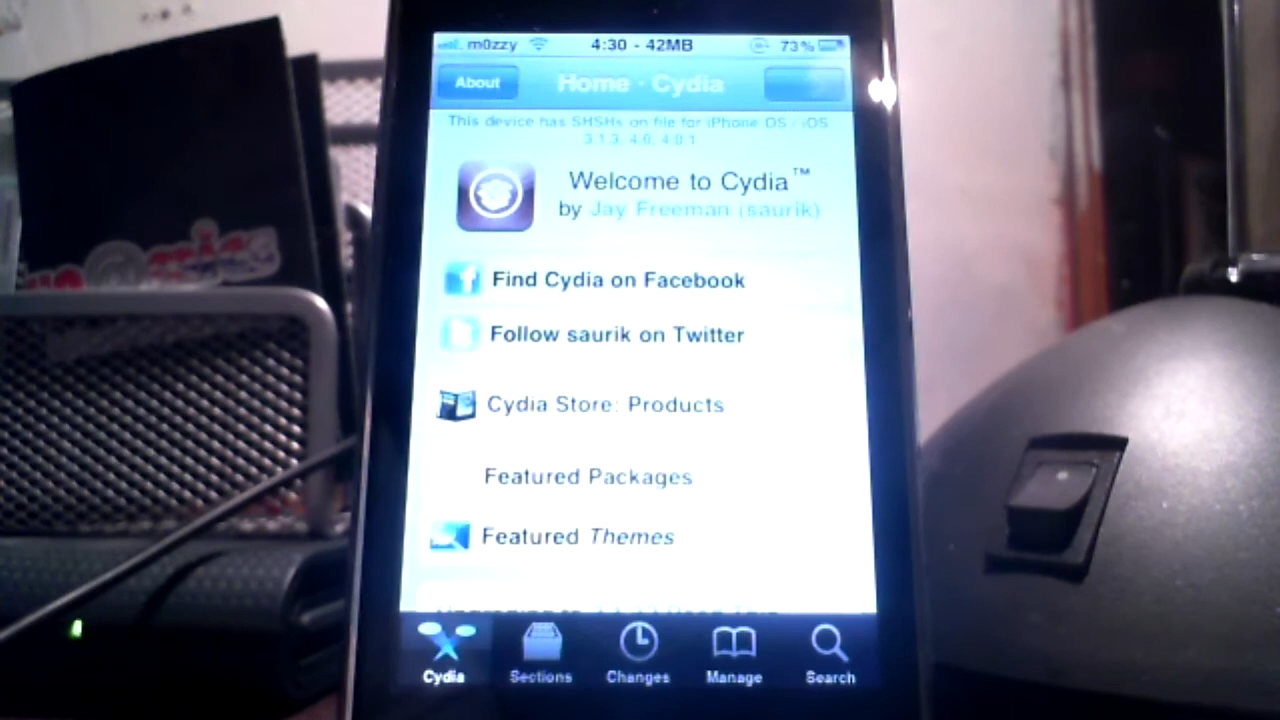 m0zzy 4:30 - 42MB 73%
About Home · Cydia
This device has SHSHs on file for iPhone OS / iOS
3.1.3, 4.0, 4.0.1
Welcome to Cydia™
by Jay Freeman (saurik)
Find Cydia on Facebook
Follow saurik on Twitter
Cydia Store: Products
Featured Packages
Featured Themes
Cydia Sections Changes Manage Search